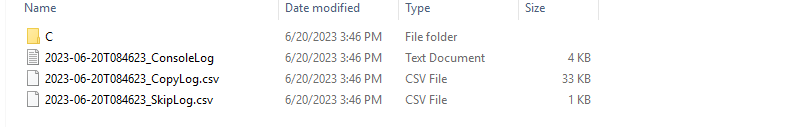 Name Date modified Type Size
C 6/20/2023 3:46 PM File folder
2023-06-20T084623_ConsoleLog 6/20/2023 3:46 PM Text Document 4 KB
2023-06-20T084623_CopyLog.csv 6/20/2023 3:46 PM CSV File 33 KB
2023-06-20T084623_SkipLog.csv 6/20/2023 3:46 PM CSV File 1 KB